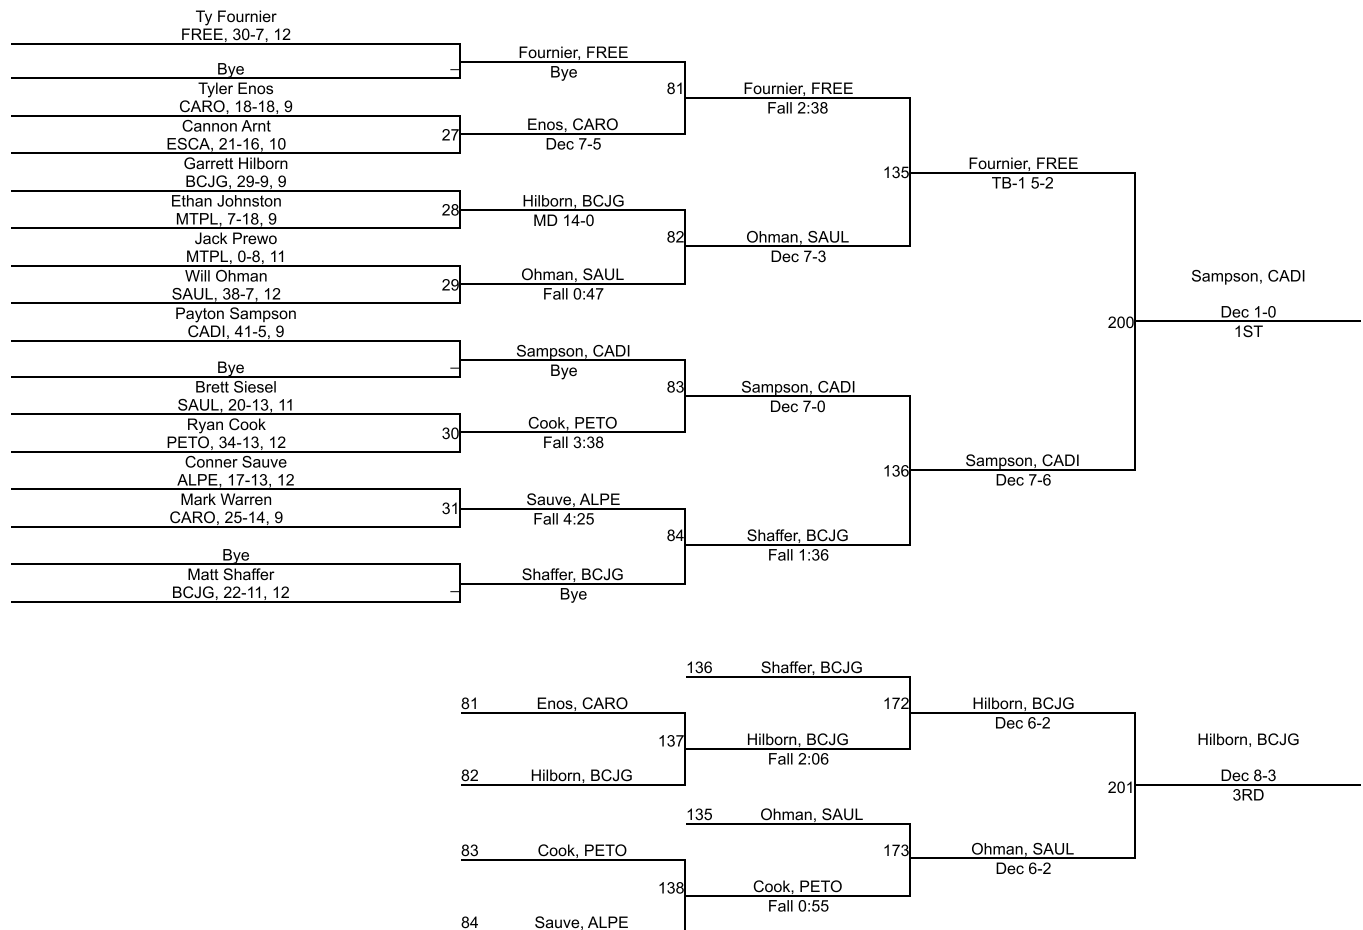 Ty Fournier
FREE, 30-7, 12
Bye
Tyler Enos
CARO, 18-18, 9
Cannon Arnt
ESCA, 21-16, 10
Garrett Hilborn
BCJG, 29-9, 9
Ethan Johnston
MTPL, 7-18, 9
Jack Prewo
MTPL, 0-8, 11
Will Ohman
SAUL, 38-7, 12
Payton Sampson
CADI, 41-5, 9
Bye
Brett Siesel
SAUL, 20-13, 11
Ryan Cook
PETO, 34-13, 12
Conner Sauve
ALPE, 17-13, 12
Mark Warren
CARO, 25-14, 9
Bye
Matt Shaffer
BCJG, 22-11, 12
27
28
29
30
31
Fournier, FREE
Bye
Enos, CARO
Dec 7-5
Hilborn, BCJG
MD 14-0
Ohman, SAUL
Fall 0:47
Sampson, CADI
Bye
Cook, PETO
Fall 3:38
Sauve, ALPE
Fall 4:25
Shaffer, BCJG
Bye
81
82
83
84
Fournier, FREE
Fall 2:38
Ohman, SAUL
Dec 7-3
Sampson, CADI
Dec 7-0
Shaffer, BCJG
Fall 1:36
135
136
Fournier, FREE
TB-1 5-2
Sampson, CADI
Dec 7-6
200
Sampson, CADI
Dec 1-0
1ST
81 Enos, CARO
82 Hilborn, BCJG
83 Cook, PETO
84 Sauve, ALPE
137
138
136 Shaffer, BCJG
Hilborn, BCJG
Fall 2:06
135 Ohman, SAUL
Cook, PETO
Fall 0:55
172
173
Hilborn, BCJG
Dec 6-2
Ohman, SAUL
Dec 6-2
201
Hilborn, BCJG
Dec 8-3
3RD